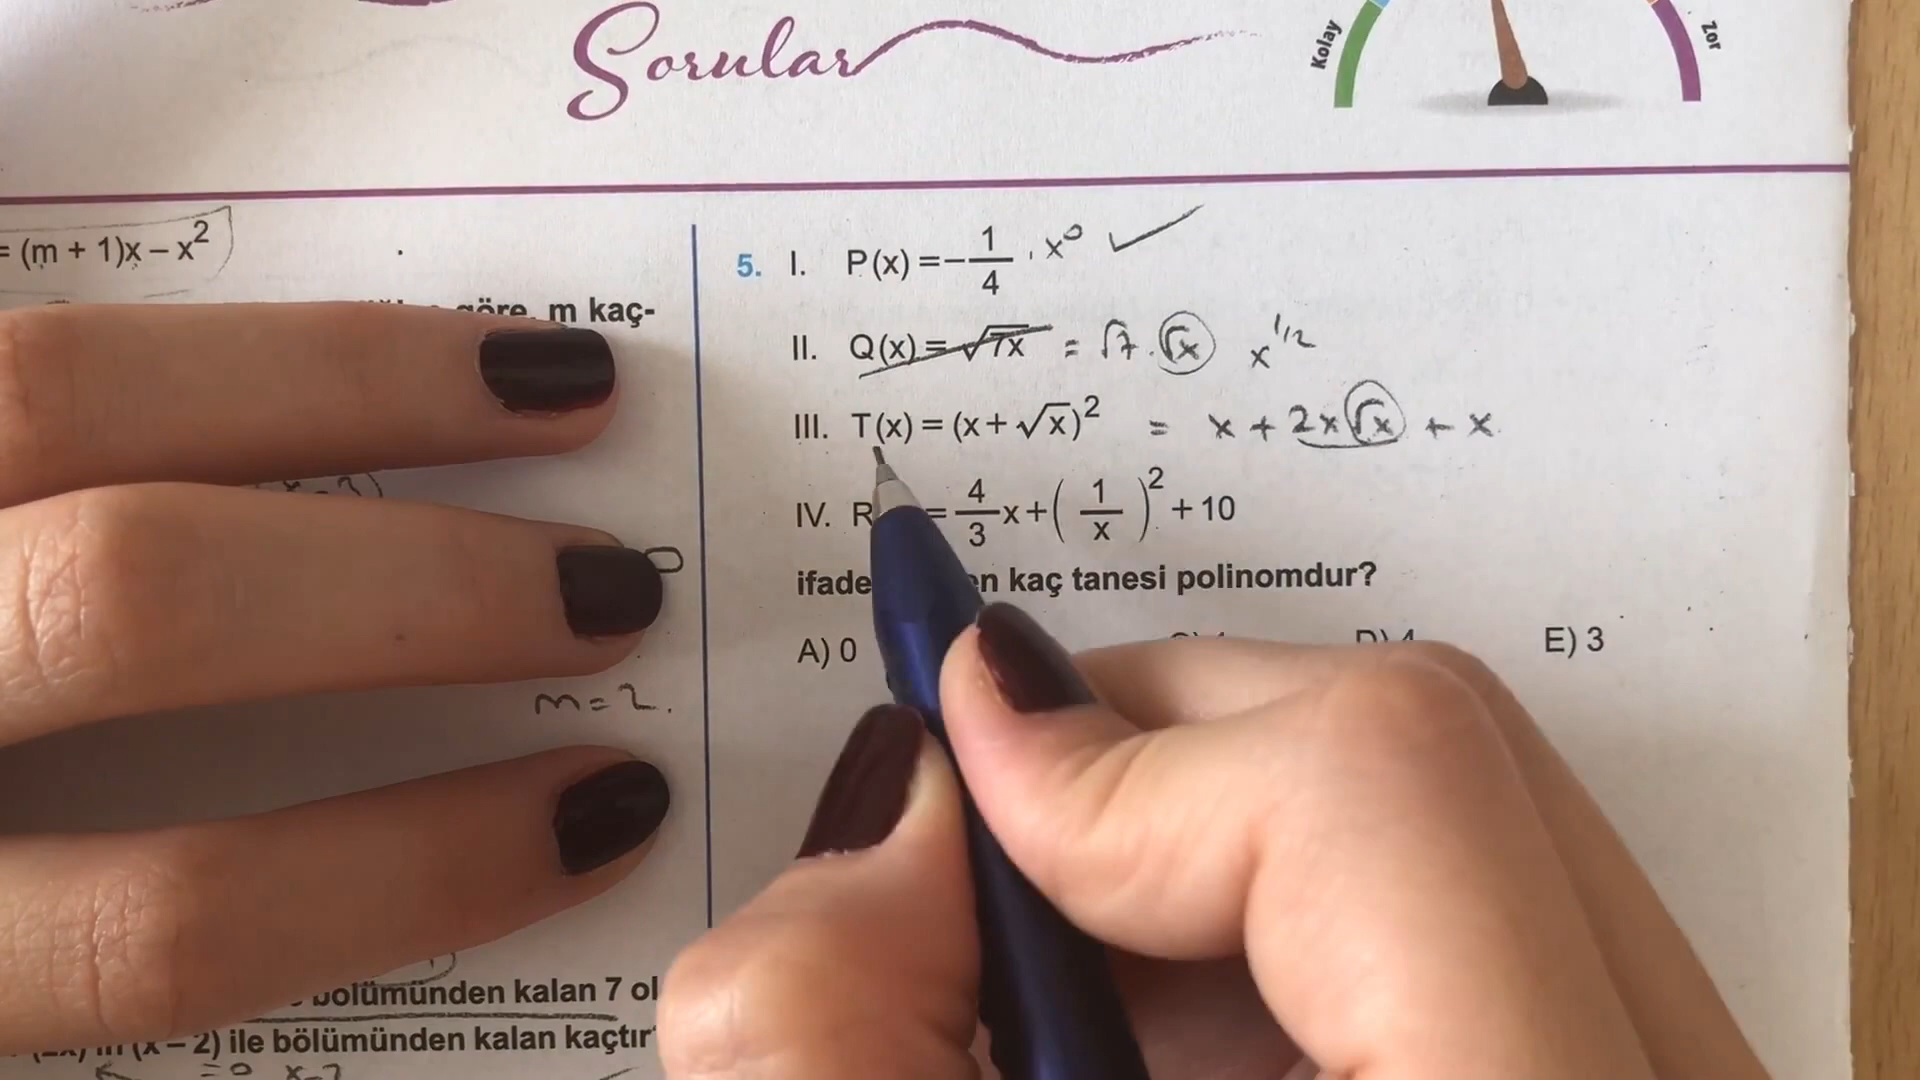 Sorular
Kolay
Zor
= (m + 1)x – x²
göre, m kaç-
m = 2.
bölümünden kalan 7 ol
(x – 2) ile bölümünden kalan kaçtır
= 0
5. I. P(x) = –1/4 . x⁰ ✓
II. Q(x) = √7x = √7 . √x x^1/2
III. T(x) = (x + √x)² = x + 2x√x + x
IV. R = 4/3 x + (1/x)² + 10
kaç tanesi polinomdur?
A) 0 E) 3